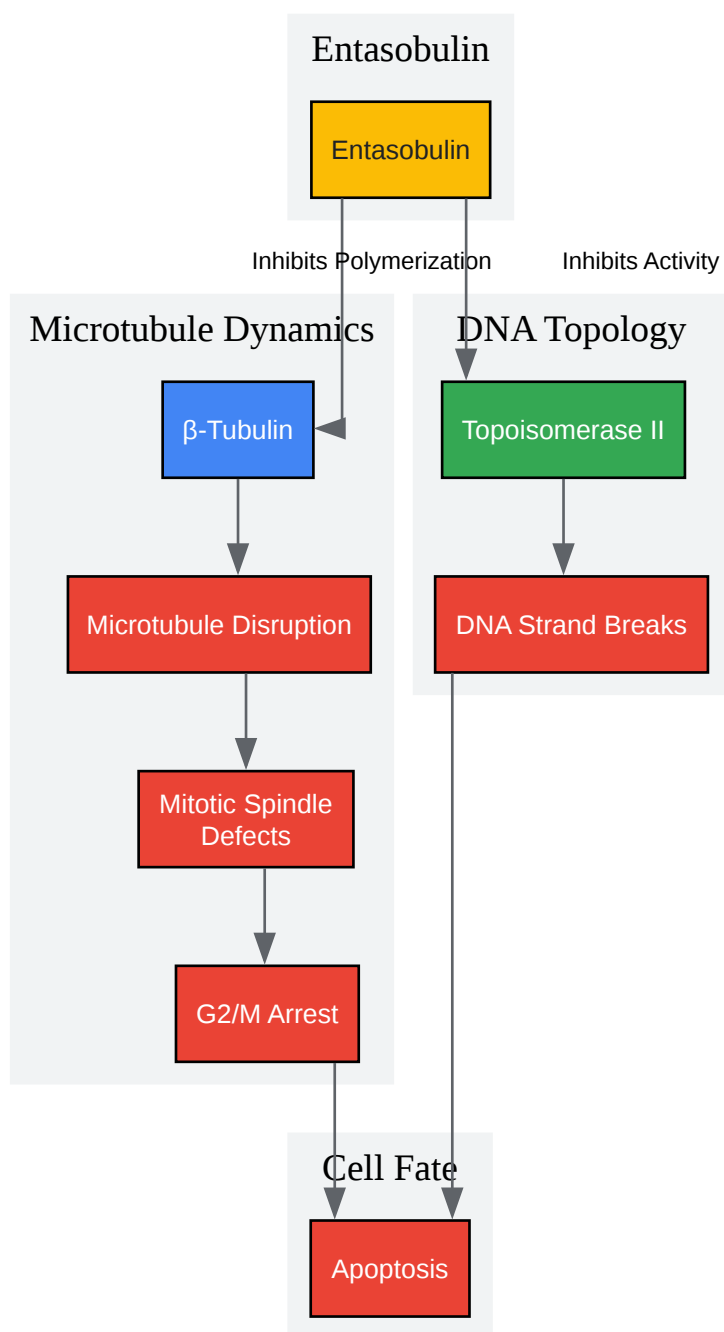 Entasobulin
Entasobulin
Inhibits Polymerization
Inhibits Activity
Microtubule Dynamics
DNA Topology
β-Tubulin
Topoisomerase II
Microtubule Disruption
DNA Strand Breaks
Mitotic Spindle
Defects
G2/M Arrest
Cell Fate
Apoptosis